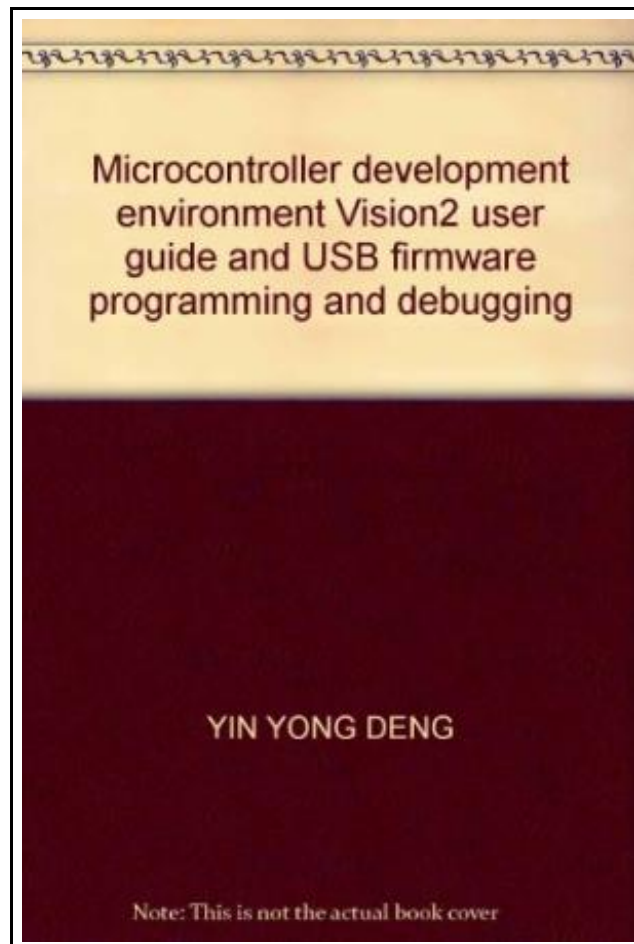 Microcontroller development
environment Vision2 user
guide and USB firmware
programming and debugging
YIN YONG DENG
Note: This is not the actual book cover